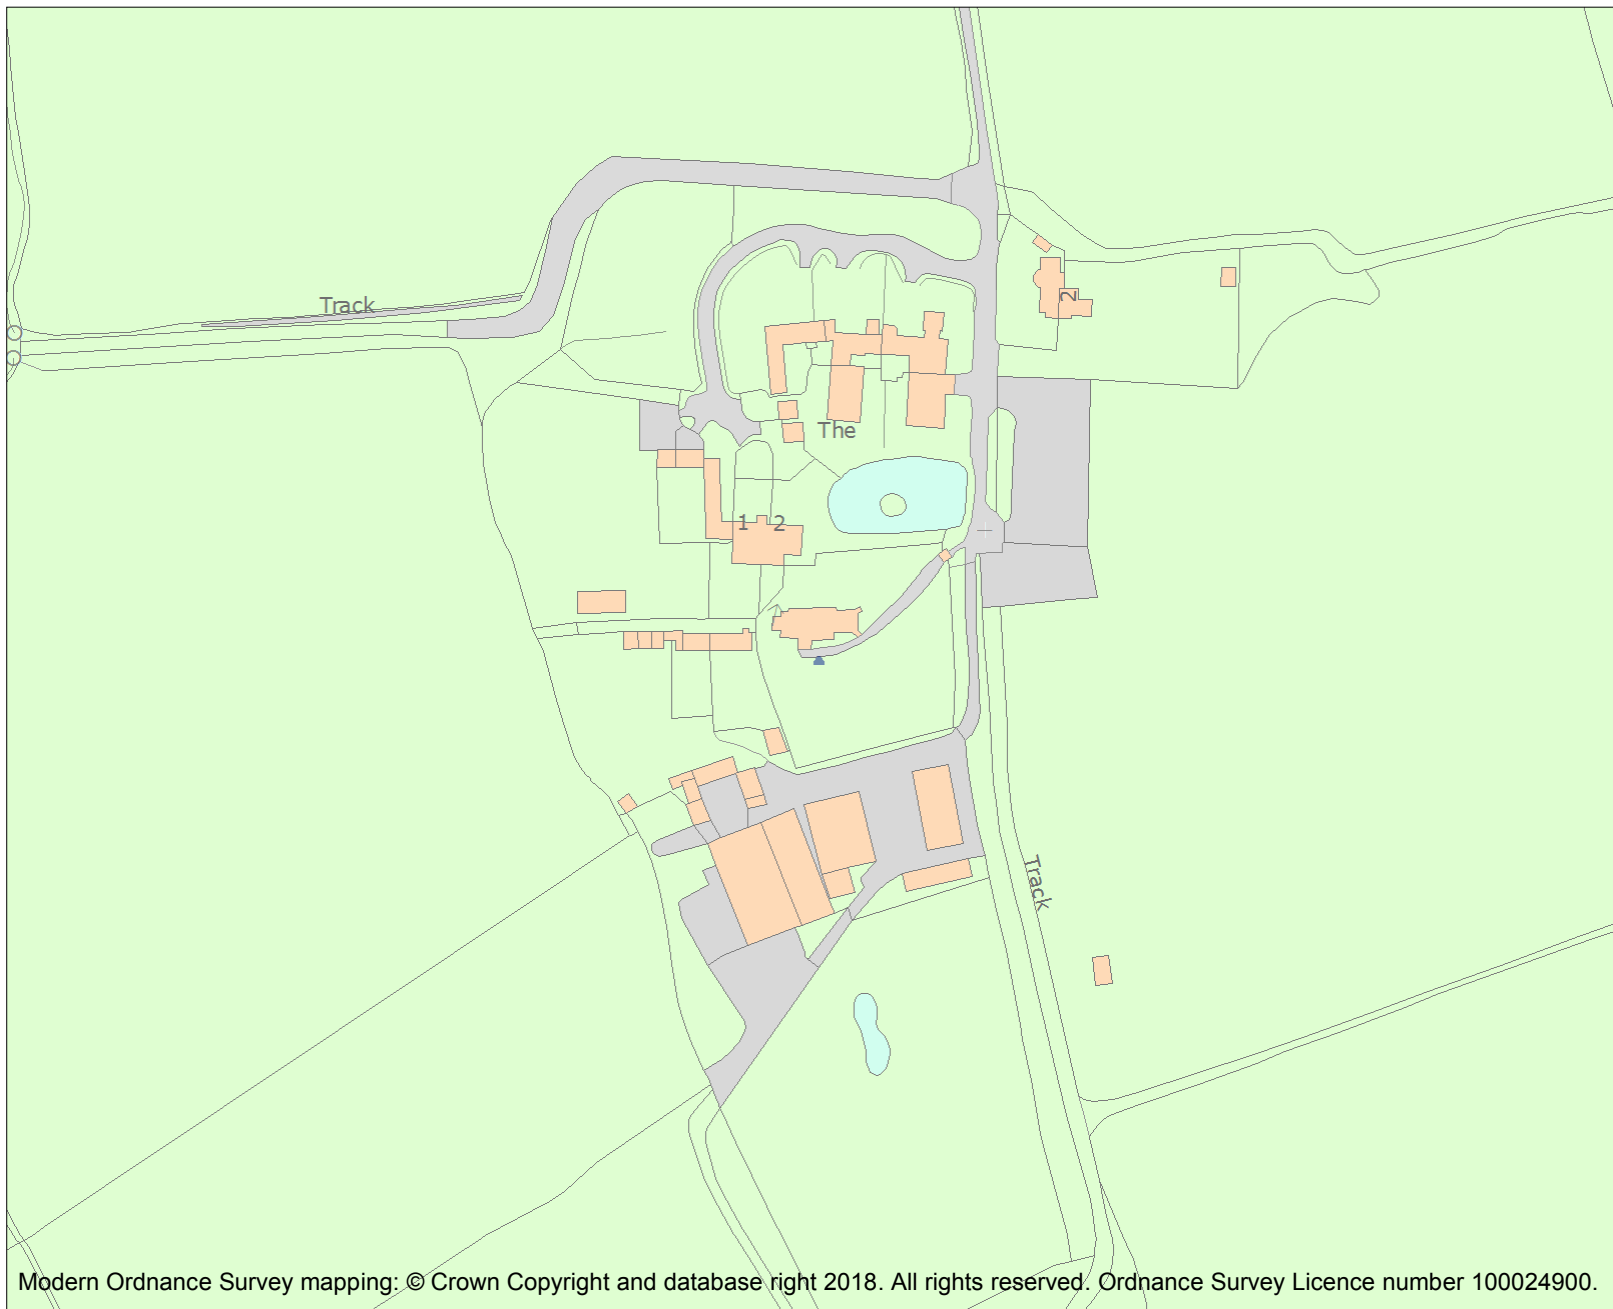 Track
2
The
1 2
Track
Modern Ordnance Survey mapping: © Crown Copyright and database right 2018. All rights reserved. Ordnance Survey Licence number 100024900.